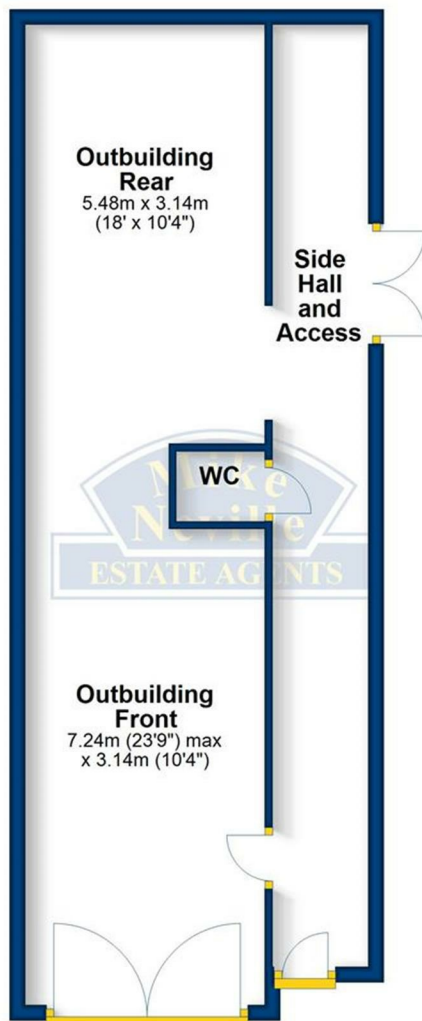 Outbuilding
Rear
5.48m x 3.14m
(18' x 10'4")
Side
Hall
and
Access
WC
Mike
Neville
ESTATE AGENTS
Outbuilding
Front
7.24m (23'9") max
x 3.14m (10'4")